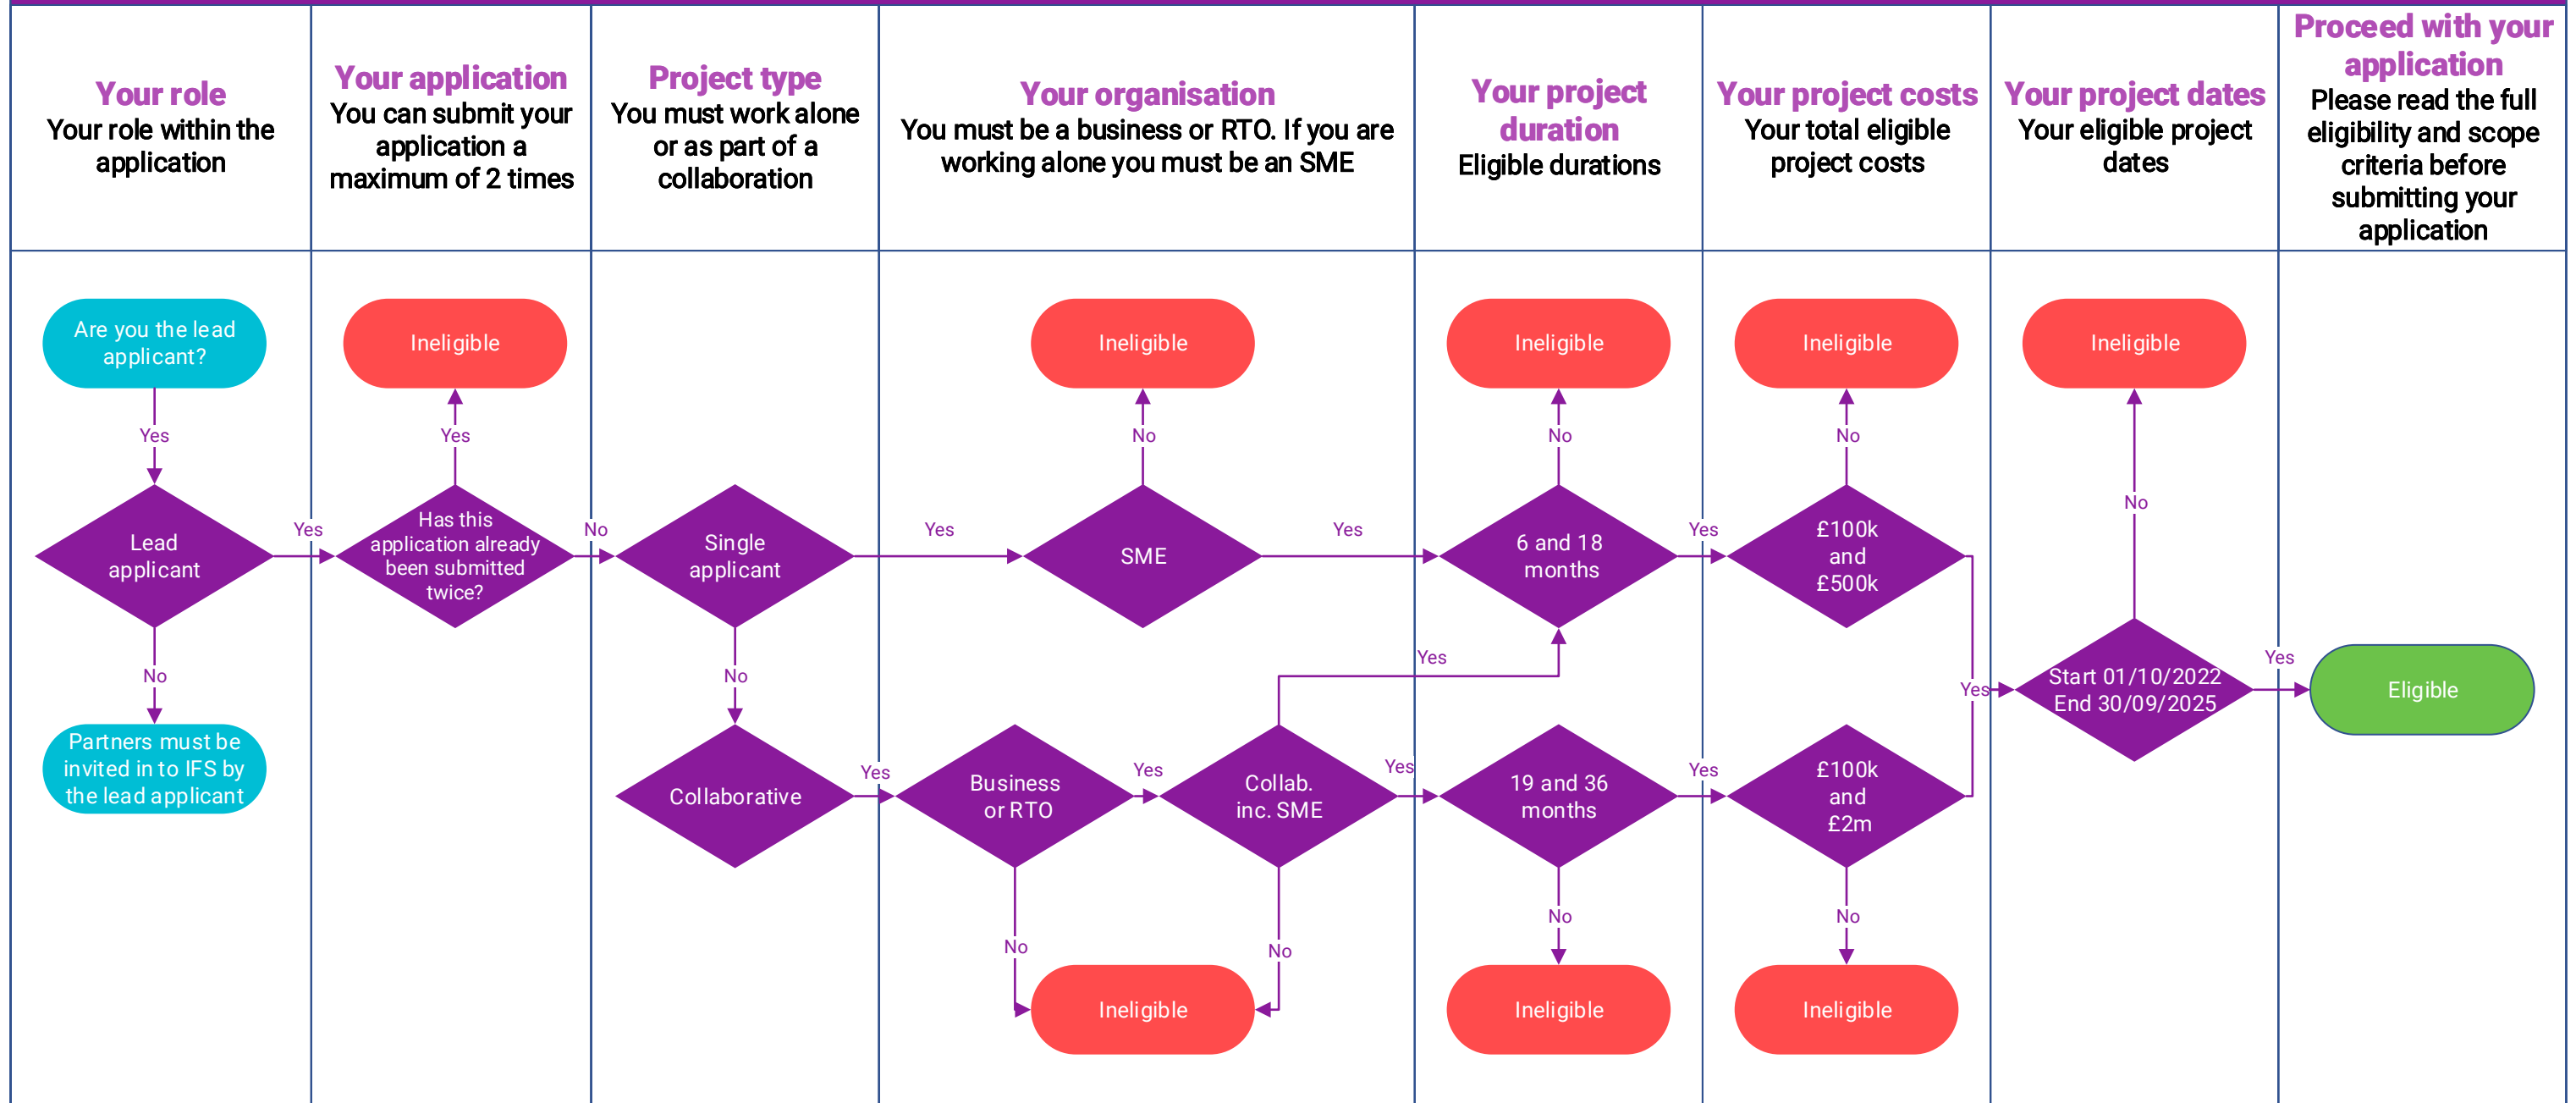 Your role
Your role within the
application
Your application
You can submit your
application a
maximum of 2 times
Project type
You must work alone
or as part of a
collaboration
Your organisation
You must be a business or RTO. If you are
working alone you must be an SME
Your project
duration
Eligible durations
Your project costs
Your total eligible
project costs
Your project dates
Your eligible project
dates
Proceed with your
application
Please read the full
eligibility and scope
criteria before
submitting your
application
Are you the lead
applicant?
Yes
Lead
applicant
Yes
No
Partners must be
invited in to IFS by
the lead applicant
Ineligible
Yes
Has this
application already
been submitted
twice?
No
Single
applicant
Yes
No
Collaborative
Yes
Ineligible
No
SME
Yes
Business
or RTO
Yes
No
Collab.
inc. SME
Yes
Yes
No
Ineligible
Ineligible
No
6 and 18
months
Yes
19 and 36
months
Yes
No
Ineligible
Ineligible
No
£100k
and
£500k
£100k
and
£2m
Yes
No
Ineligible
Ineligible
No
Start 01/10/2022
End 30/09/2025
Yes
Eligible